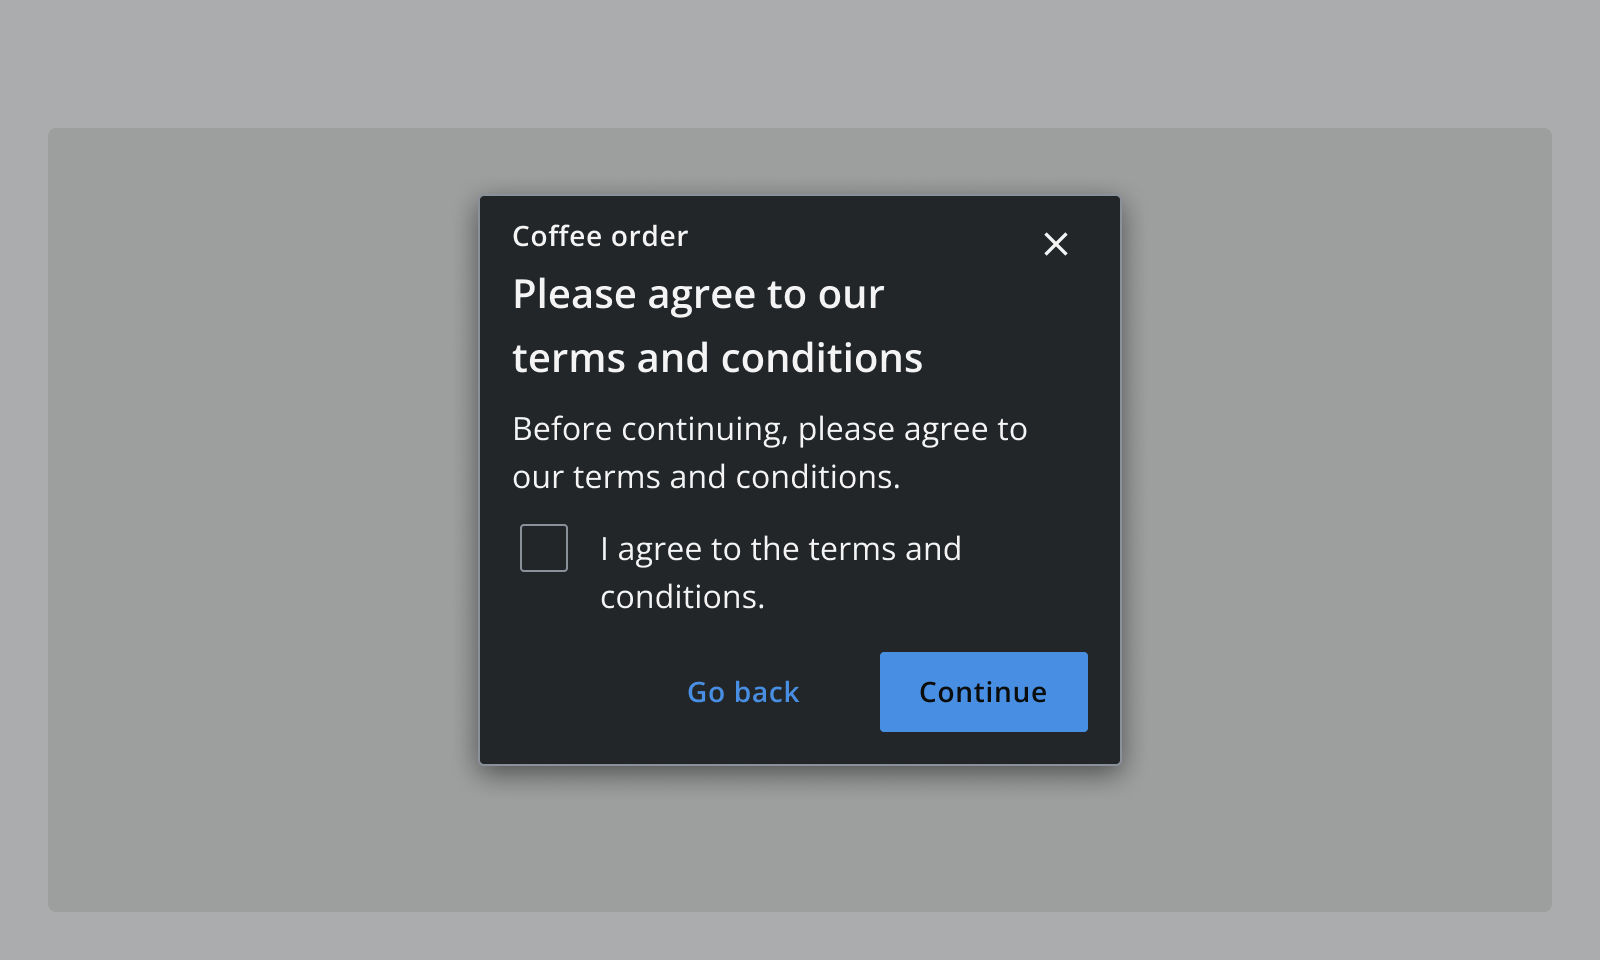 Coffee order
Please agree to our
terms and conditions
Before continuing, please agree to
our terms and conditions.
I agree to the terms and
conditions.
Go back
Continue